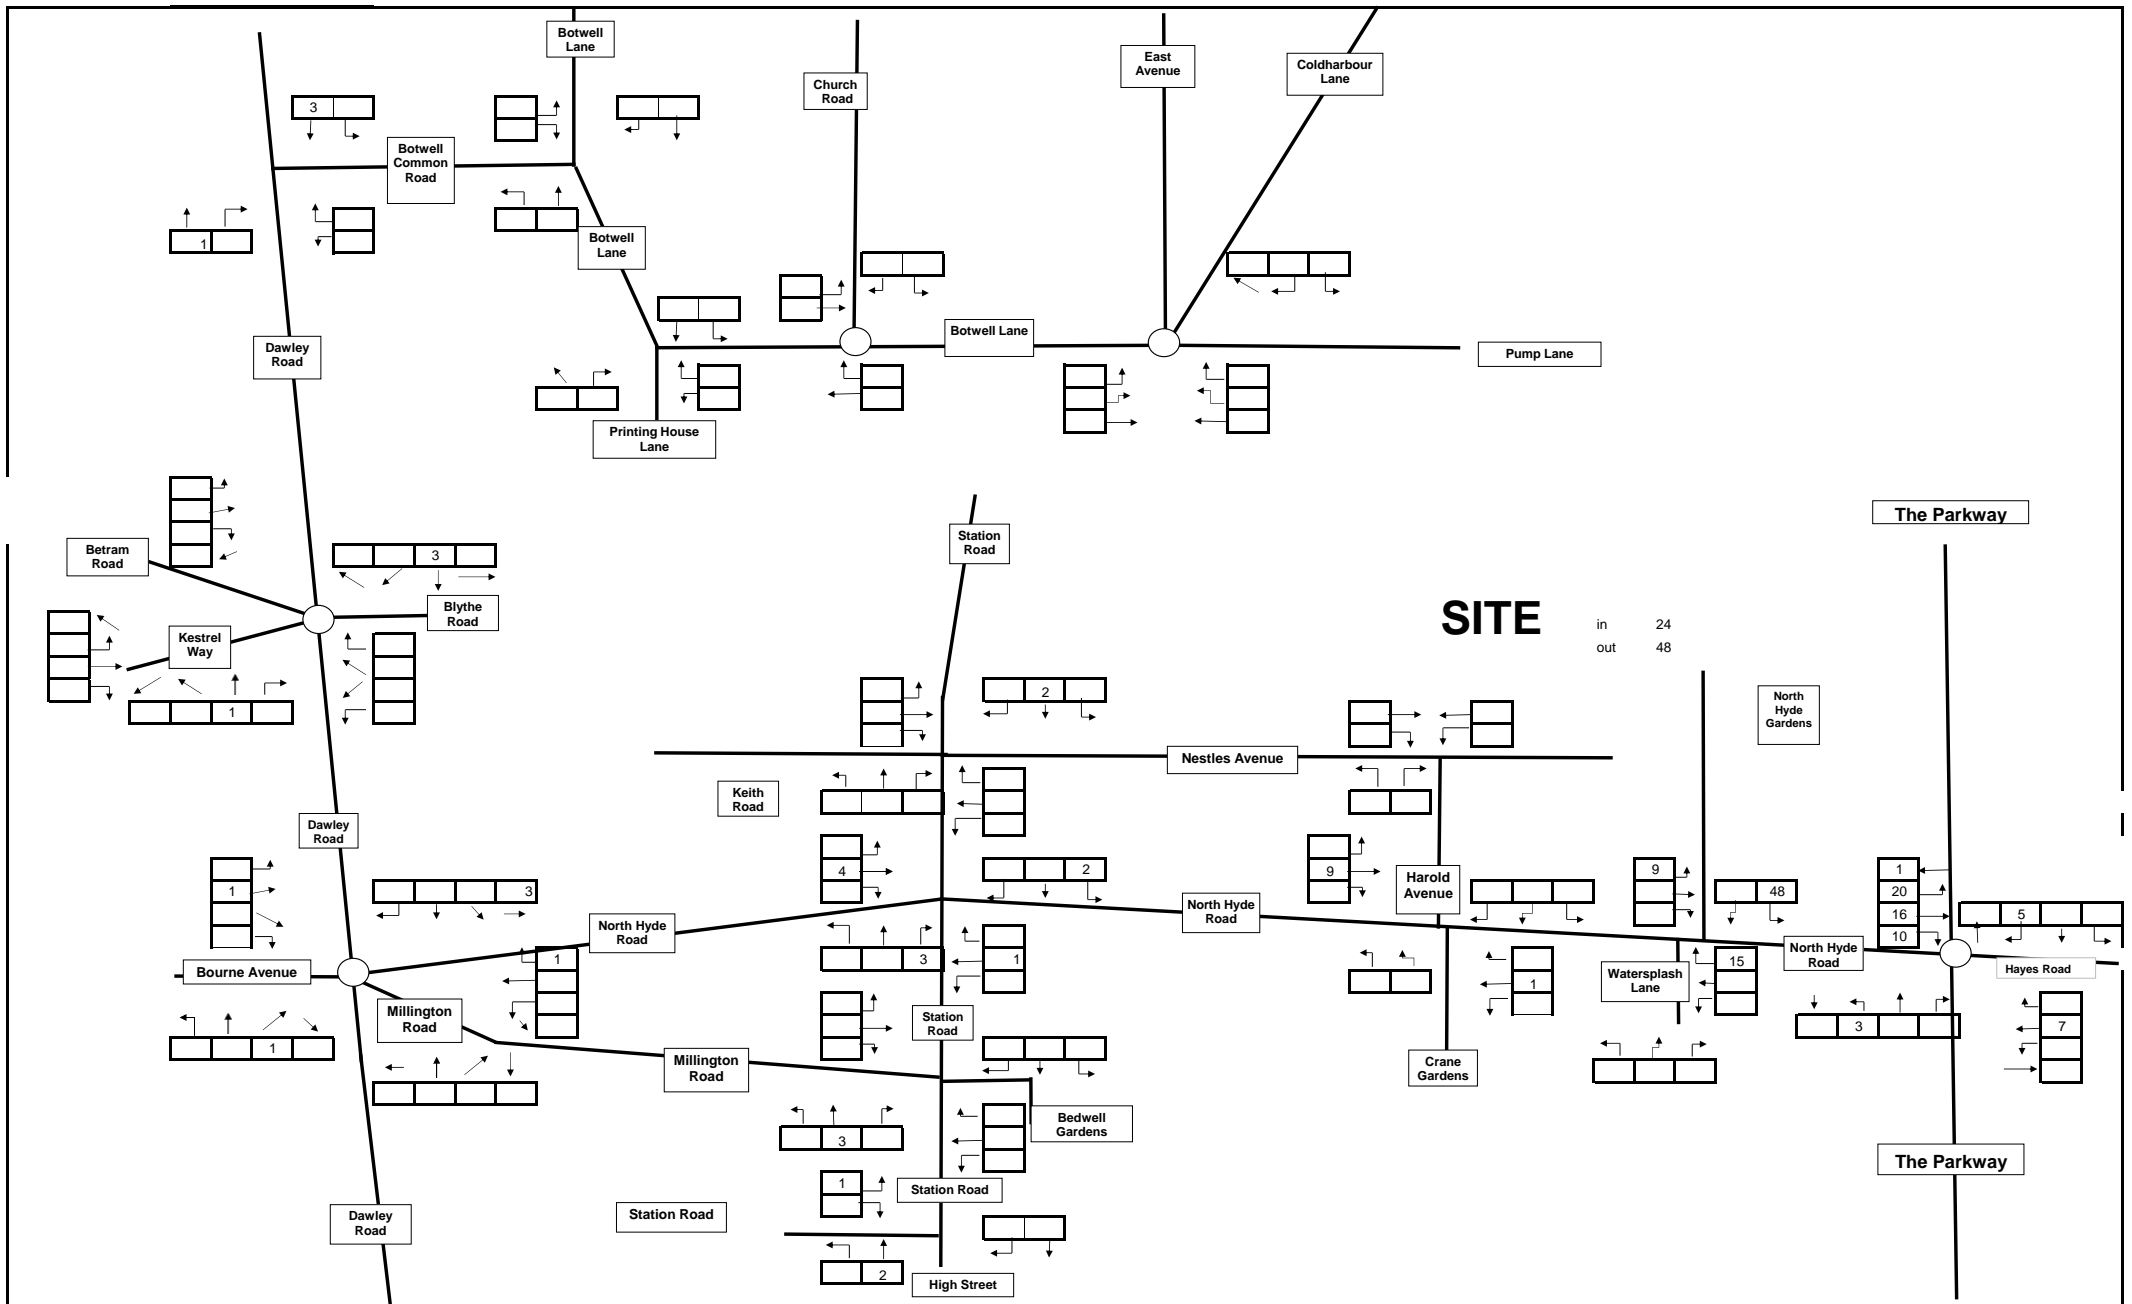 Botwell
Lane
East
Avenue
Coldharbour
Lane
Church
Road
3
Botwell
Common
Road
1
Botwell
Lane
Botwell Lane
Dawley
Road
Pump Lane
Printing House
Lane
The Parkway
Station
Road
Betram
Road
3
Blythe
Road
SITE
in 24
out 48
Kestrel
Way
1
2
North
Hyde
Gardens
Nestles Avenue
Keith
Road
Dawley
Road
1
3
4
2
9
Harold
Avenue
9
48
1
20
16
10
5
North Hyde
Road
North Hyde
Road
North Hyde
Road
Bourne Avenue
1
3
1
1
15
Watersplash
Lane
Hayes Road
Millington
Road
Station
Road
3
7
1
Millington
Road
Crane
Gardens
Bedwell
Gardens
3
The Parkway
1
Station Road
Dawley
Road
Station Road
2
High Street